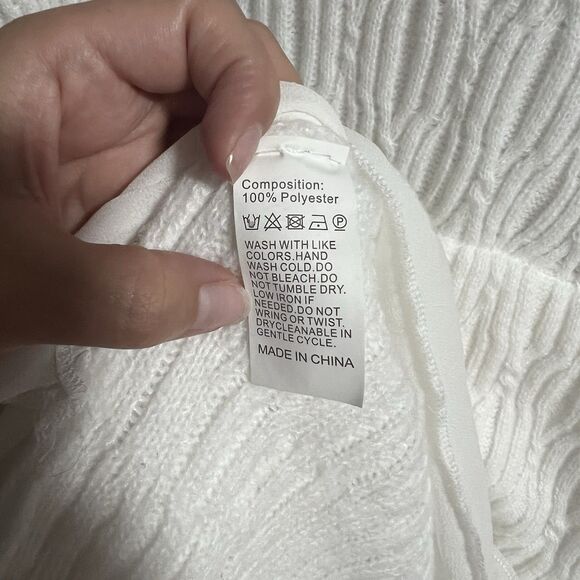 Composition:
100% Polyester
WASH WITH LIKE
COLORS.HAND
WASH COLD.DO
NOT BLEACH.DO
NOT TUMBLE DRY.
LOW IRON IF
NEEDED.DO NOT
WRING OR TWIST.
DRYCLEANABLE IN
GENTLE CYCLE.
MADE IN CHINA